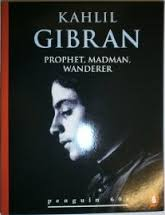 KAHLIL
GIBRAN
PROPHET, MADMAN,
WANDERER
penguin 60s